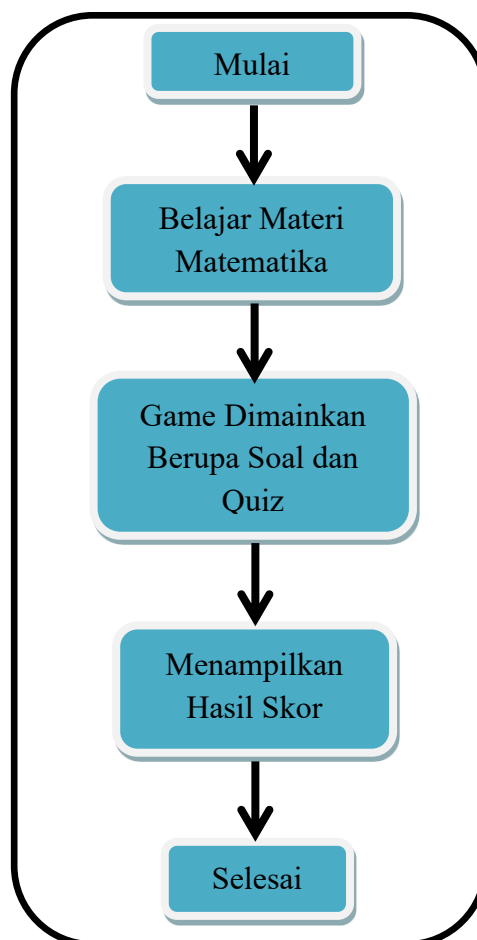 Mulai
Belajar Materi
Matematika
Game Dimainkan
Berupa Soal dan
Quiz
Menampilkan
Hasil Skor
Selesai